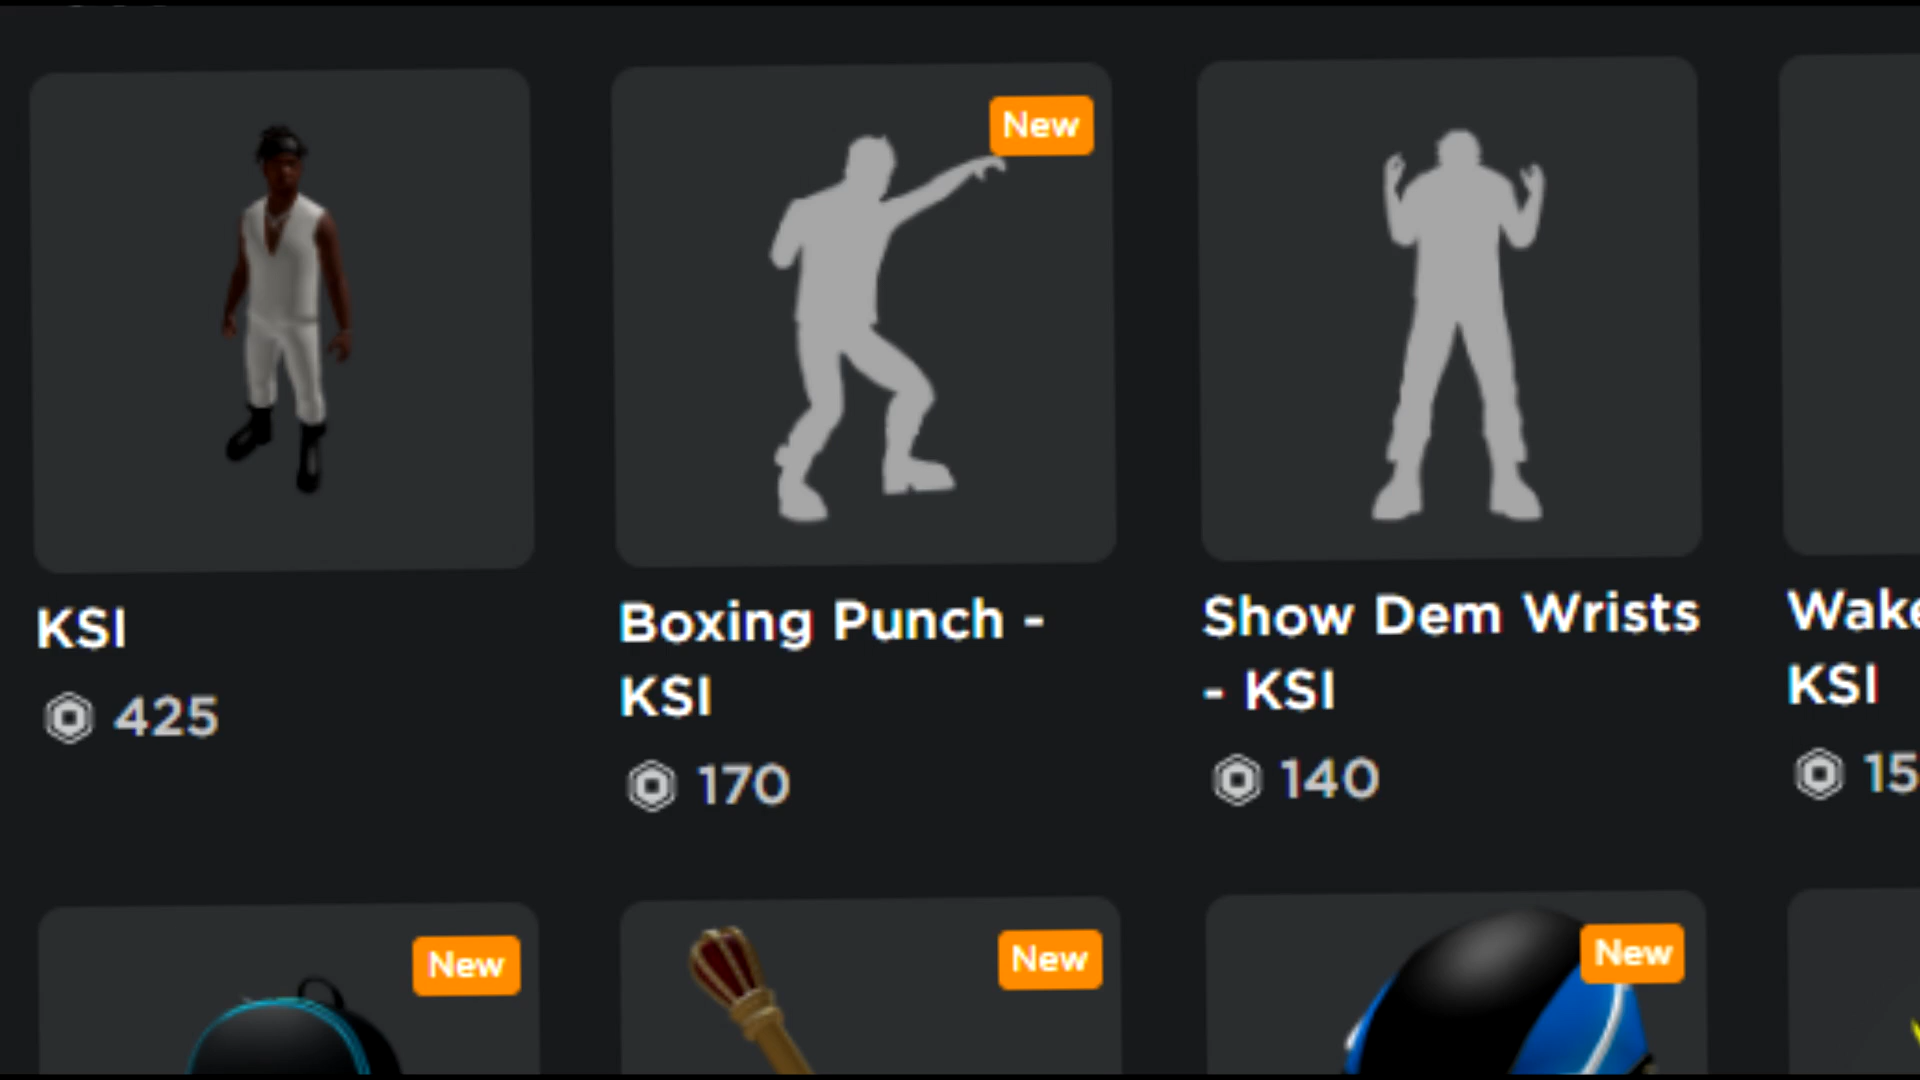 New
KSI
425
Boxing Punch -
KSI
170
Show Dem Wrists
- KSI
140
KSI
New
New
New